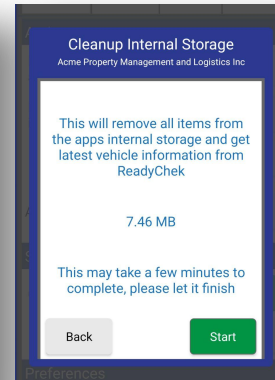 Cleanup Internal Storage
Acme Property Management and Logistics Inc
This will remove all items from
the apps internal storage and get
latest vehicle information from
ReadyChek
7.46 MB
This may take a few minutes to
complete, please let it finish
Back
Start
Preferences